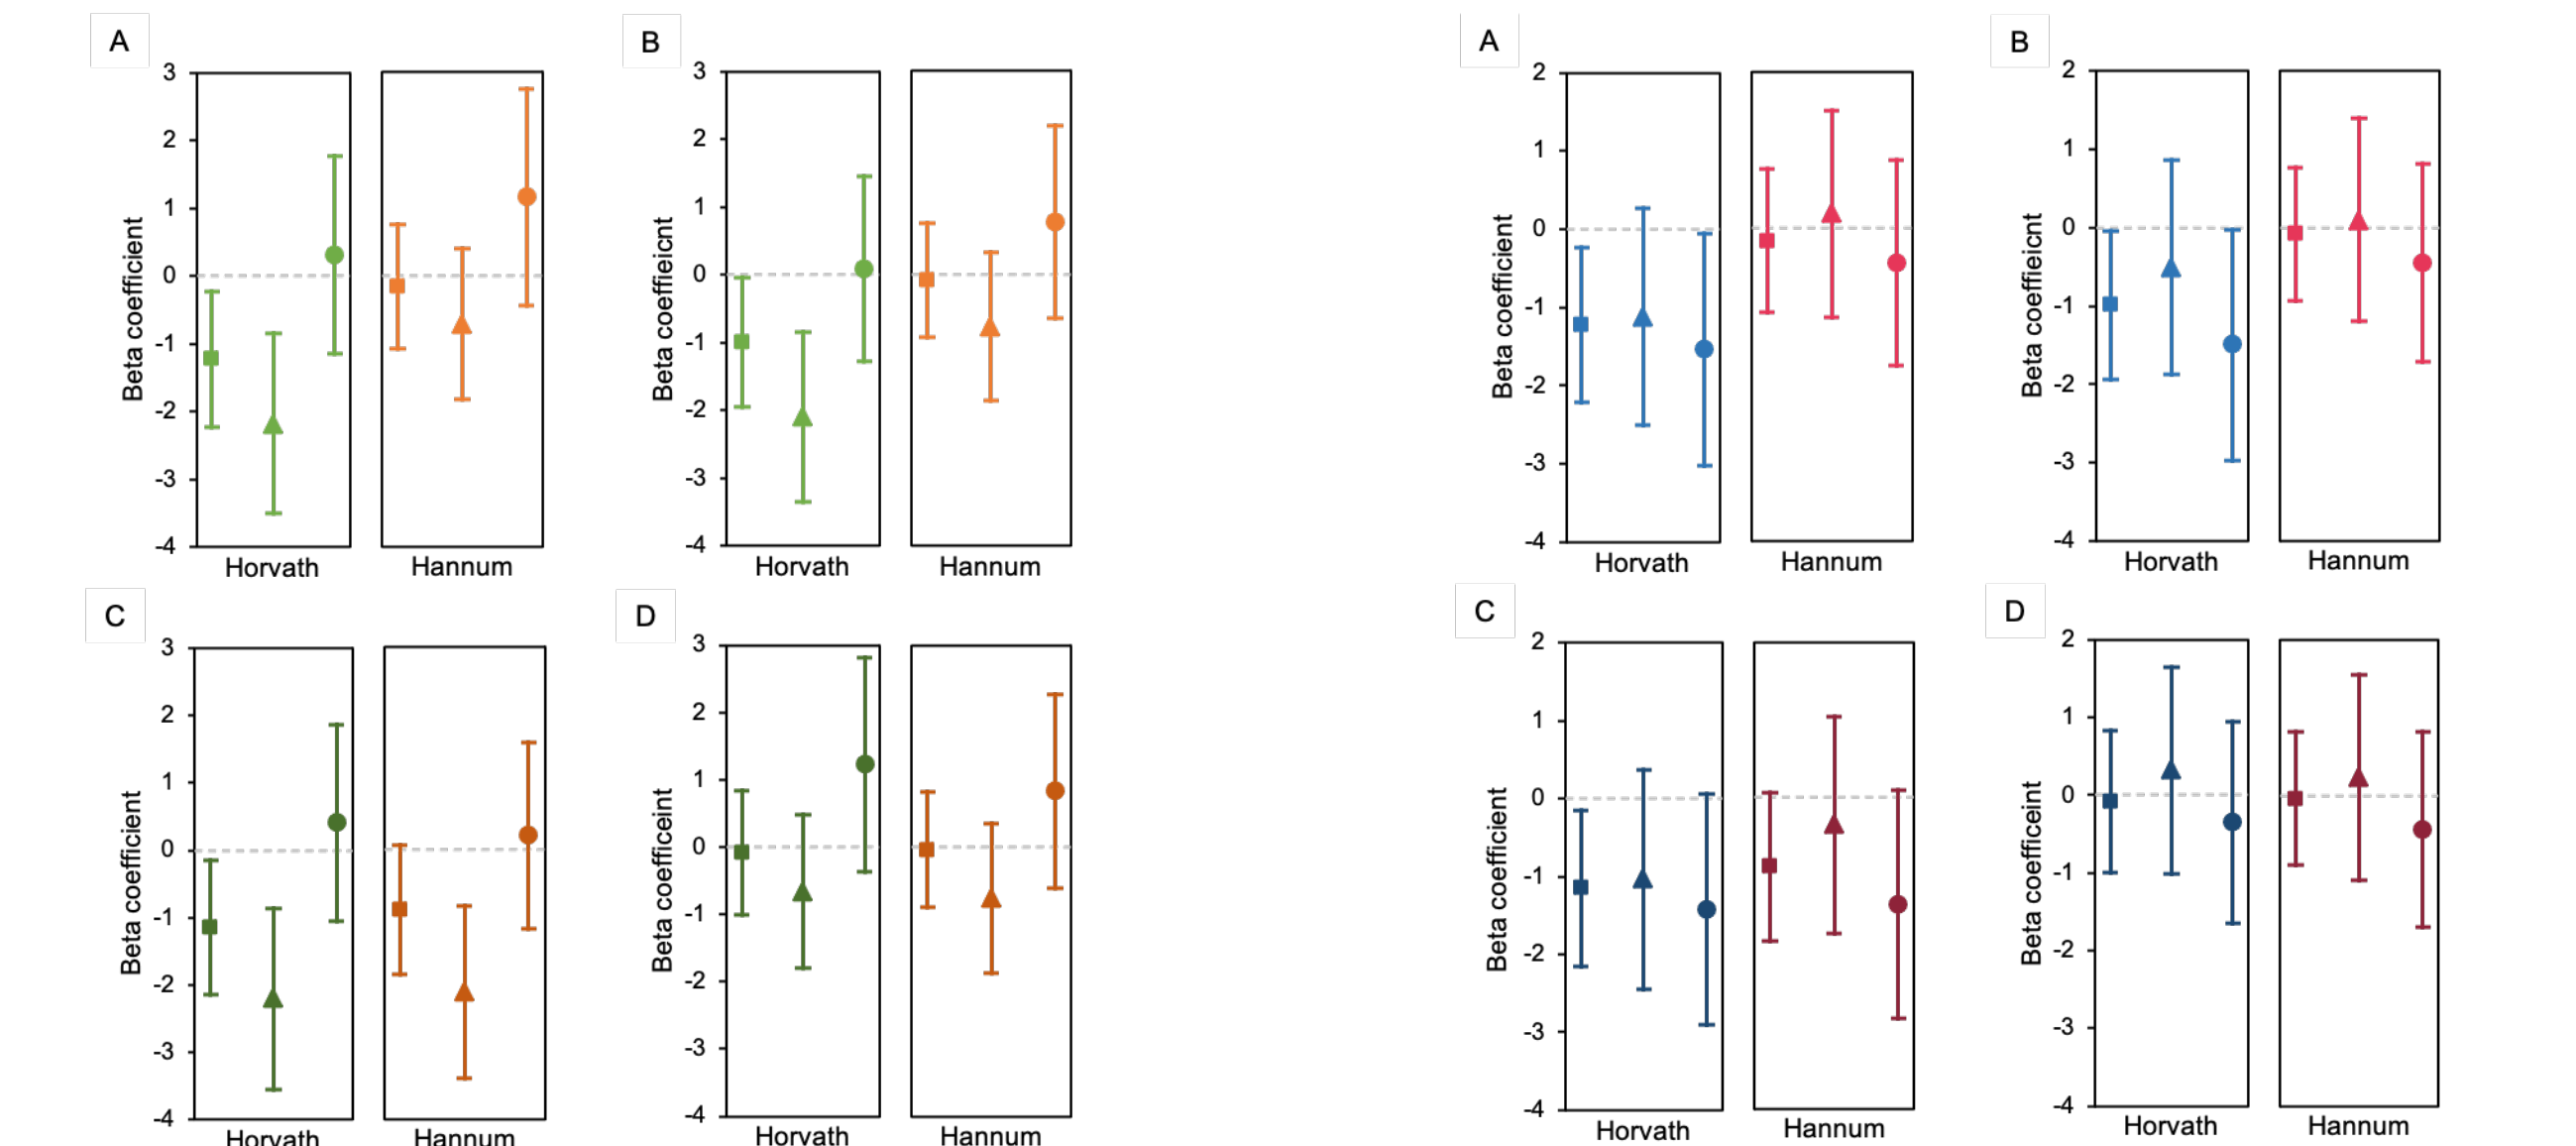 A
3
2
1
0
-1
-2
-3
-4
Beta coefficient
Horvath
Hannum
B
3
2
1
0
-1
-2
-3
-4
Beta coeffieicnt
Horvath
Hannum
A
2
1
0
-1
-2
-3
-4
Beta coefficient
Horvath
Hannum
B
2
1
0
-1
-2
-3
-4
Beta coeffieicnt
Horvath
Hannum
C
3
2
1
0
-1
-2
-3
-4
Beta coefficient
Horvath
Hannum
D
3
2
1
0
-1
-2
-3
-4
Beta coefficeint
Horvath
Hannum
C
2
1
0
-1
-2
-3
-4
Beta coefficient
Horvath
Hannum
D
2
1
0
-1
-2
-3
-4
Beta coefficeint
Horvath
Hannum